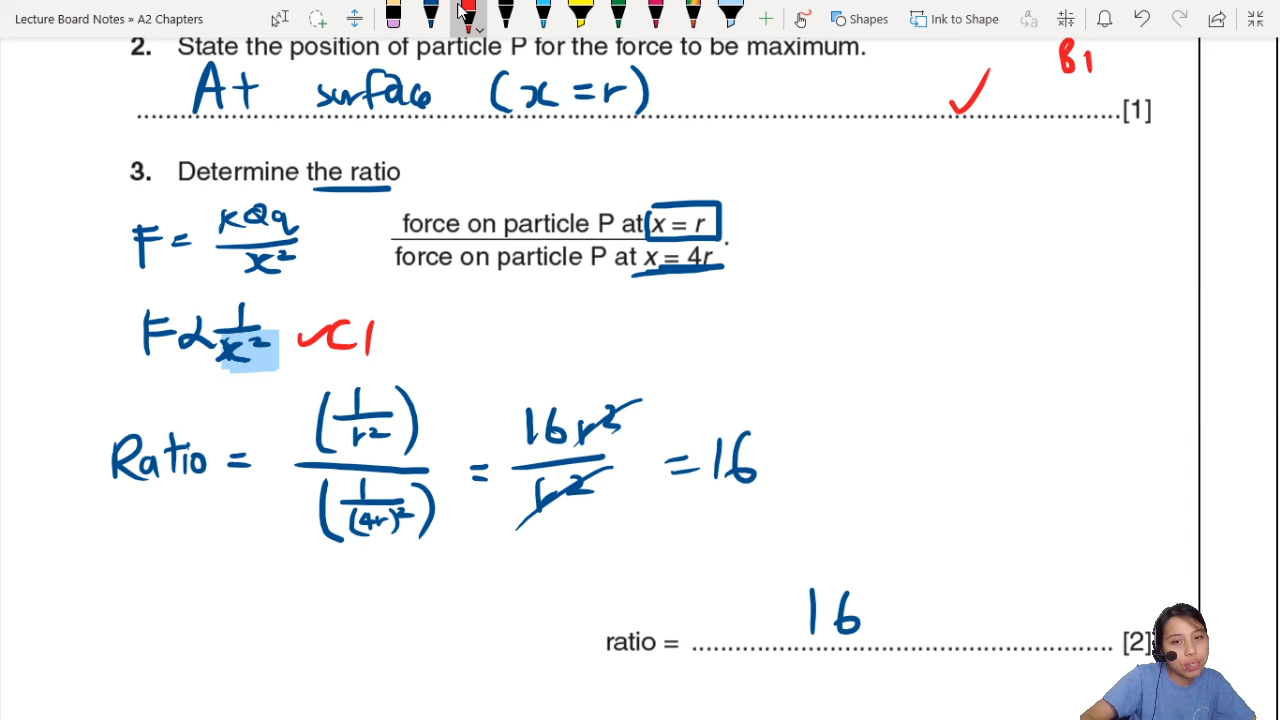 Lecture Board Notes » A2 Chapters
Shapes
Ink to Shape
2. State the position of particle P for the force to be maximum.
B1
At surface (x = r)
[1]
3. Determine the ratio
F = kQq / x²
force on particle P at x = r
force on particle P at x = 4r
.
F ∝ 1 / x² ✓C1
Ratio = (1 / r²) / (1 / (4r)²) = 16r² / r² = 16
16
ratio = ........................................................................ [2]